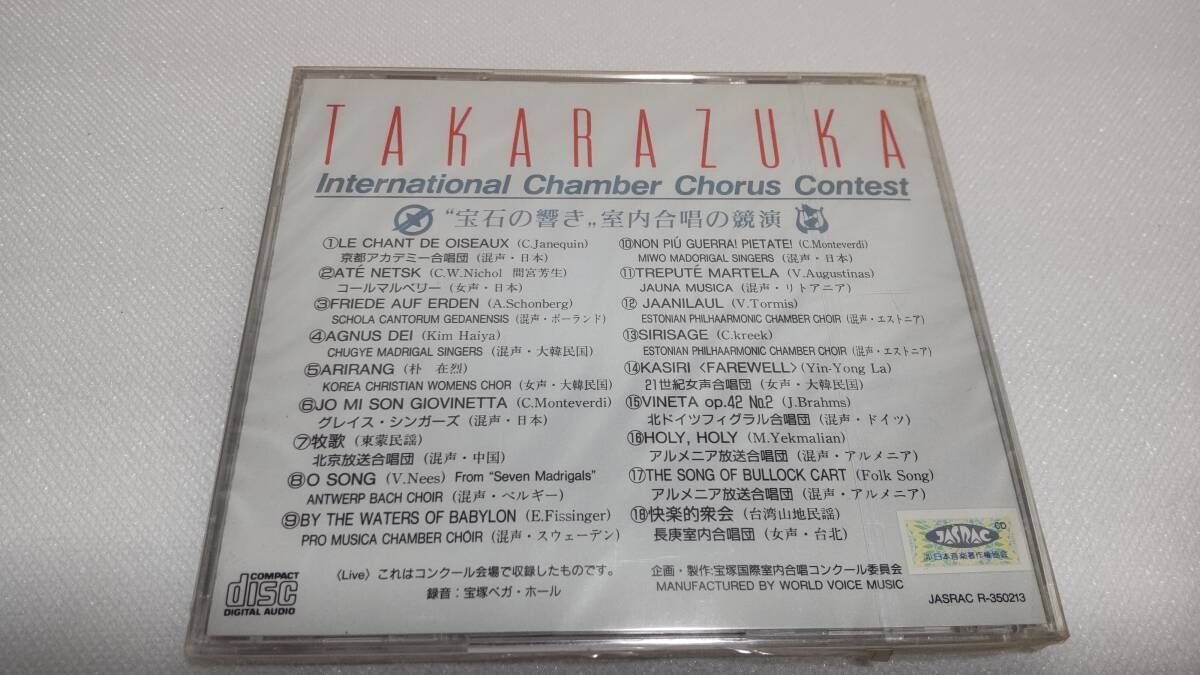 TAKARAZUKA
International Chamber Chorus Contest
“宝石の響き„ 室内合唱の競演
①LE CHANT DE OISEAUX (C.Janequin)
京都アカデミー合唱団 (混声・日本)
②ATÉ NETSK (C.W.Nichol 間宮芳生)
コールマルベリー (女声・日本)
③FRIEDE AUF ERDEN (A.Schonberg)
SCHOLA CANTORUM GEDANENSIS (混声・ポーランド)
④AGNUS DEI (Kim Haiya)
CHUGYE MADRIGAL SINGERS (混声・大韓民国)
⑤ARIRANG (朴 在烈)
KOREA CHRISTIAN WOMENS CHOR (女声・大韓民国)
⑥JO MI SON GIOVINETTA (C.Monteverdi)
グレイス・シンガーズ (混声・日本)
⑦牧歌 (東蒙民謡)
北京放送合唱団 (混声・中国)
⑧O SONG (V.Nees) From “Seven Madrigals”
ANTWERP BACH CHOIR (混声・ベルギー)
⑨BY THE WATERS OF BABYLON (E.Fissinger)
PRO MUSICA CHAMBER CHOIR (混声・スウェーデン)
⑩NON PIÚ GUERRA! PIETATE! (C.Monteverdi)
MIWO MADORIGAL SINGERS (混声・日本)
⑪TREPUTÉ MARTELA (V.Augustinas)
JAUNA MUSICA (混声・リトアニア)
⑫JAANILAUL (V.Tormis)
ESTONIAN PHILHAARMONIC CHAMBER CHOIR (混声・エストニア)
⑬SIRISAGE (C.kreek)
ESTONIAN PHILHAARMONIC CHAMBER CHOIR (混声・エストニア)
⑭KASIRI〈FAREWELL〉(Yin-Yong La)
21世紀女声合唱団 (女声・大韓民国)
⑮VINETA op.42 No.2 (J.Brahms)
北ドイツフィグラル合唱団 (混声・ドイツ)
⑯HOLY, HOLY (M.Yekmalian)
アルメニア放送合唱団 (混声・アルメニア)
⑰THE SONG OF BULLOCK CART (Folk Song)
アルメニア放送合唱団 (混声・アルメニア)
⑱快楽的衆会 (台湾山地民謡)
長庚室内合唱団 (女声・台北)
CD
JASRAC
日本音楽著作権協会
COMPACT
disc
DIGITAL AUDIO
〈Live〉これはコンクール会場で収録したものです。
録音：宝塚ベガ・ホール
企画・製作:宝塚国際室内合唱コンクール委員会
MANUFACTURED BY WORLD VOICE MUSIC
JASRAC R-350213